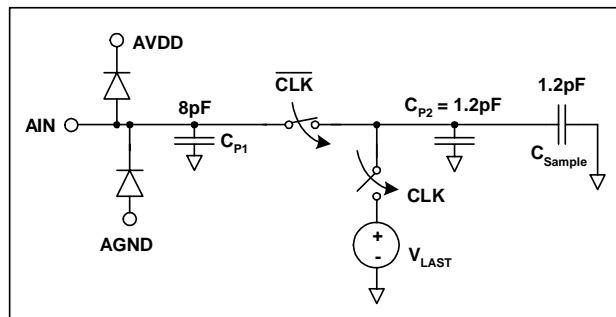 AVDD
CLK
8pF
C_P2 = 1.2pF
1.2pF
AIN
C_P1
C_Sample
CLK
AGND
+
-
V_LAST